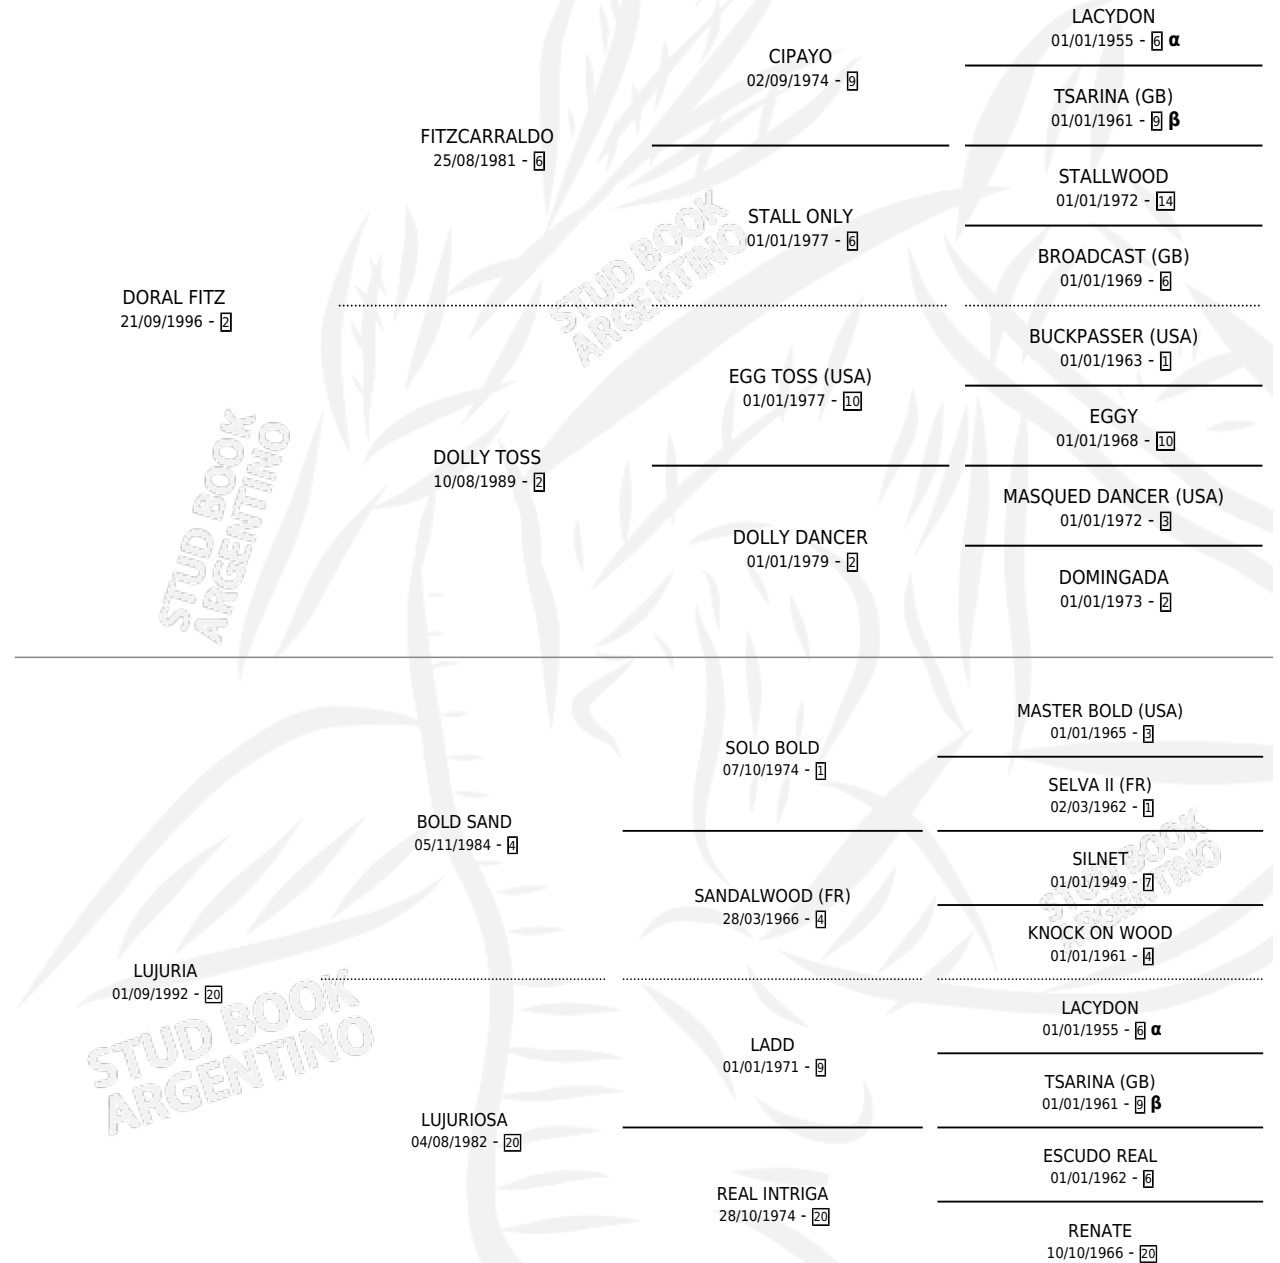 LACYDON
01/01/1955 - 6 α
CIPAYO
02/09/1974 - 9
TSARINA (GB)
01/01/1961 - 9 β
FITZCARRALDO
25/08/1981 - 6
STALLWOOD
01/01/1972 - 14
STALL ONLY
01/01/1977 - 6
BROADCAST (GB)
01/01/1969 - 6
DORAL FITZ
21/09/1996 - 2
BUCKPASSER (USA)
01/01/1963 - 1
EGG TOSS (USA)
01/01/1977 - 10
EGGY
01/01/1968 - 10
DOLLY TOSS
10/08/1989 - 2
MASQUED DANCER (USA)
01/01/1972 - 3
DOLLY DANCER
01/01/1979 - 2
DOMINGADA
01/01/1973 - 2
MASTER BOLD (USA)
01/01/1965 - 3
SOLO BOLD
07/10/1974 - 1
SELVA II (FR)
02/03/1962 - 1
BOLD SAND
05/11/1984 - 4
SILNET
01/01/1949 - 7
SANDALWOOD (FR)
28/03/1966 - 4
KNOCK ON WOOD
01/01/1961 - 4
LUJURIA
01/09/1992 - 20
LACYDON
01/01/1955 - 6 α
LADD
01/01/1971 - 9
TSARINA (GB)
01/01/1961 - 9 β
LUJURIOSA
04/08/1982 - 20
ESCUDO REAL
01/01/1962 - 6
REAL INTRIGA
28/10/1974 - 20
RENATE
10/10/1966 - 20
STUD BOOK
ARGENTINO
STUD BOOK
ARGENTINO
STUD BOOK
ARGENTINO
STUD BOOK
ARGENTINO